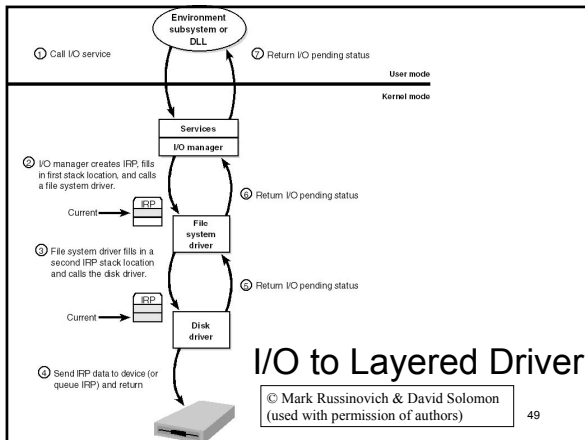 Environment
subsystem or
DLL
① Call I/O service
⑦ Return I/O pending status
User mode
Kernel mode
Services
I/O manager
② I/O manager creates IRP, fills
in first stack location, and calls
a file system driver.
⑥ Return I/O pending status
IRP
Current
File
system
driver
③ File system driver fills in a
second IRP stack location
and calls the disk driver.
⑤ Return I/O pending status
IRP
Current
Disk
driver
④ Send IRP data to device (or
queue IRP) and return
I/O to Layered Driver
© Mark Russinovich & David Solomon
(used with permission of authors)
49